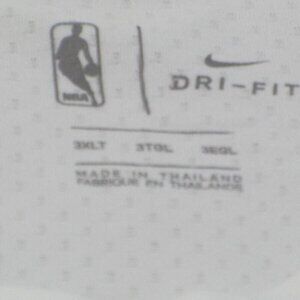 NBA
DRI-FIT
3XLT 3TGL 3EGL
MADE IN THAILAND
FABRIQUE EN THAILANDE